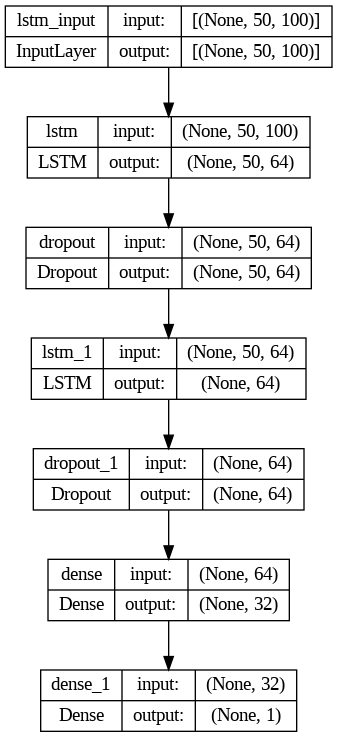 lstm_input input: [(None, 50, 100)]
InputLayer output: [(None, 50, 100)]
lstm input: (None, 50, 100)
LSTM output: (None, 50, 64)
dropout input: (None, 50, 64)
Dropout output: (None, 50, 64)
lstm_1 input: (None, 50, 64)
LSTM output: (None, 64)
dropout_1 input: (None, 64)
Dropout output: (None, 64)
dense input: (None, 64)
Dense output: (None, 32)
dense_1 input: (None, 32)
Dense output: (None, 1)